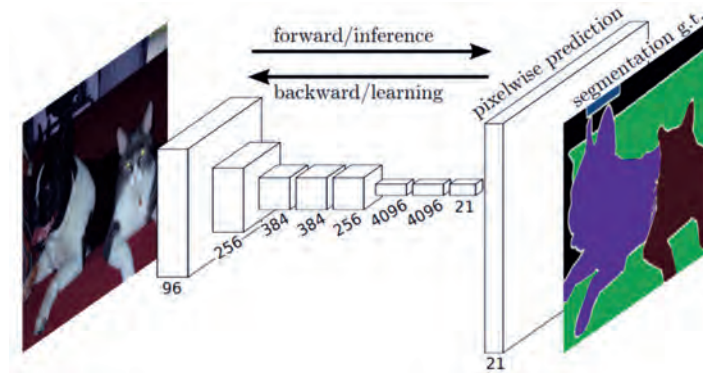 forward/inference
backward/learning
pixelwise prediction
segmentation g.t.
96
256
384
384
256
4096
4096
21
21